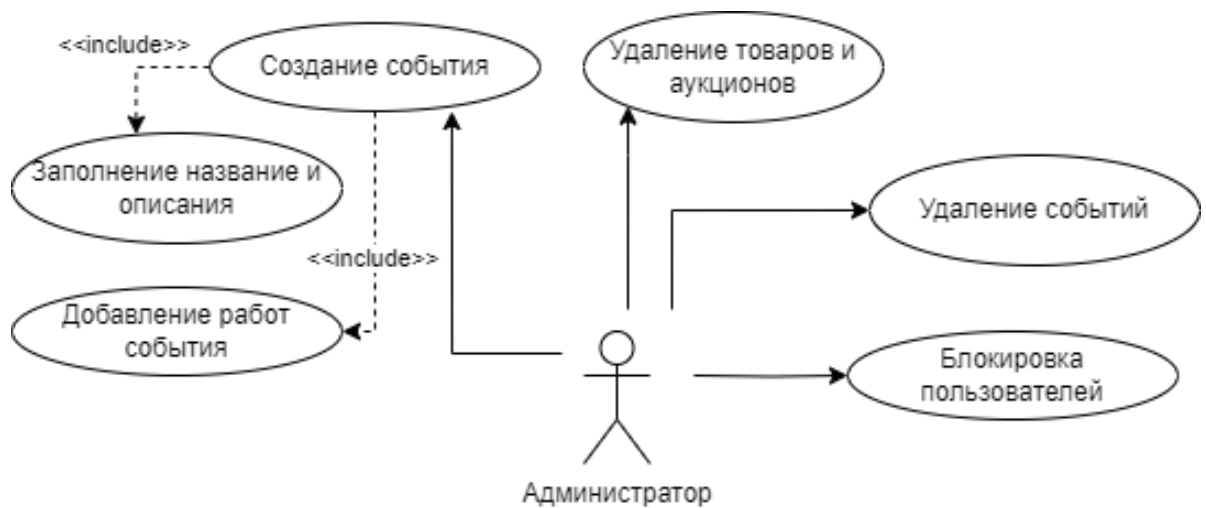 <<include>>
Создание события
Удаление товаров и
аукционов
Заполнение название и
описания
Удаление событий
<<include>>
Добавление работ
события
Блокировка
пользователей
Администратор